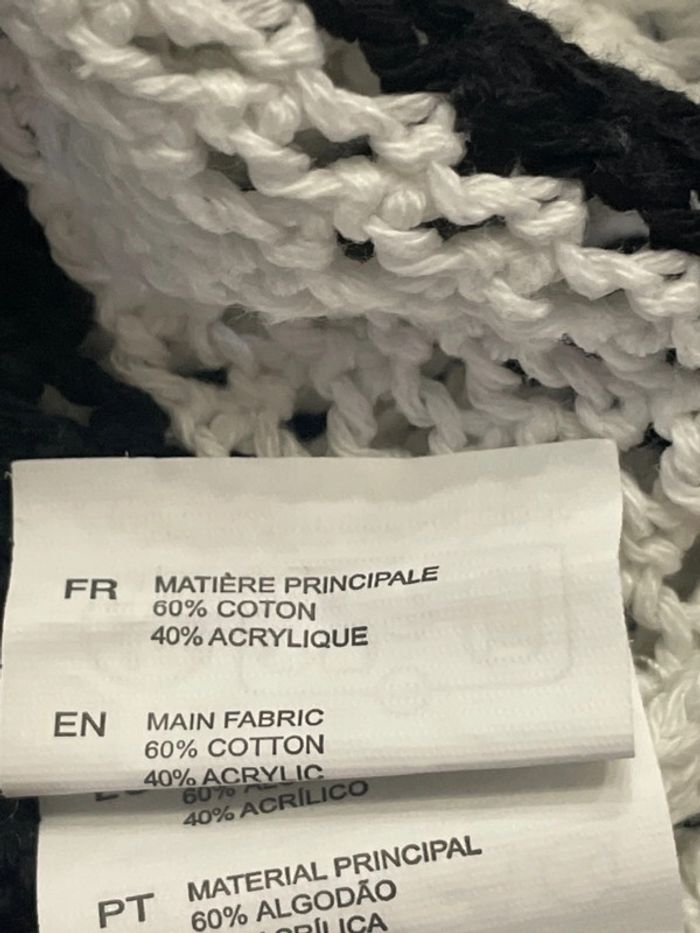 FR MATIÈRE PRINCIPALE
60% COTON
40% ACRYLIQUE
EN MAIN FABRIC
60% COTTON
40% ACRYLIC
60%
40% ACRÍLICO
PT MATERIAL PRINCIPAL
60% ALGODÃO